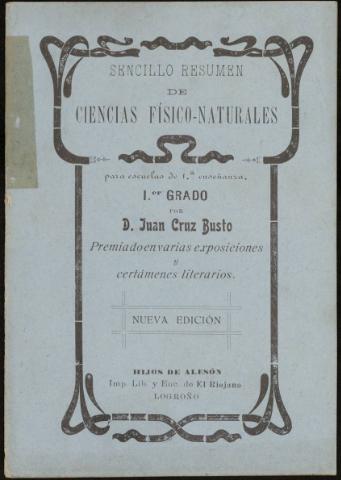 SENCILLO RESUMEN
DE
CIENCIAS FÍSICO-NATURALES
para escuelas de 1.ª enseñanza,
1.er GRADO
POR
D. Juan Cruz Busto
Premiado en varias exposiciones
y
certámenes literarios.
NUEVA EDICIÓN
HIJOS DE ALESÓN
Imp. Lib. y Enc. de El Riojano
LOGROÑO